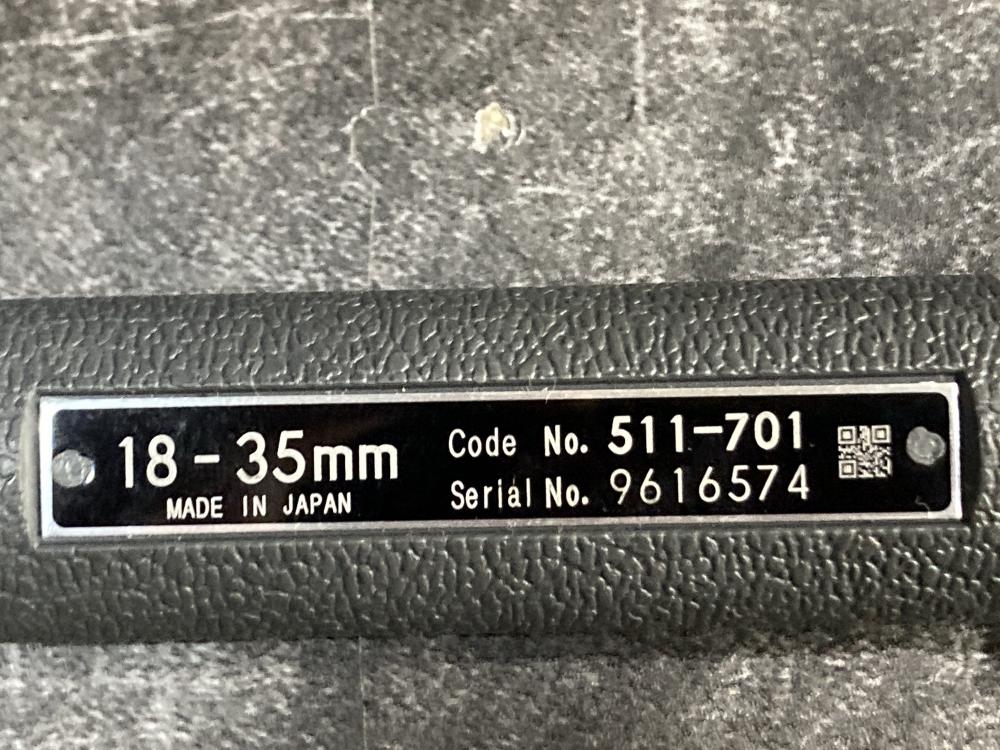 18-35mm
MADE IN JAPAN
Code No. 511-701
Serial No. 9616574